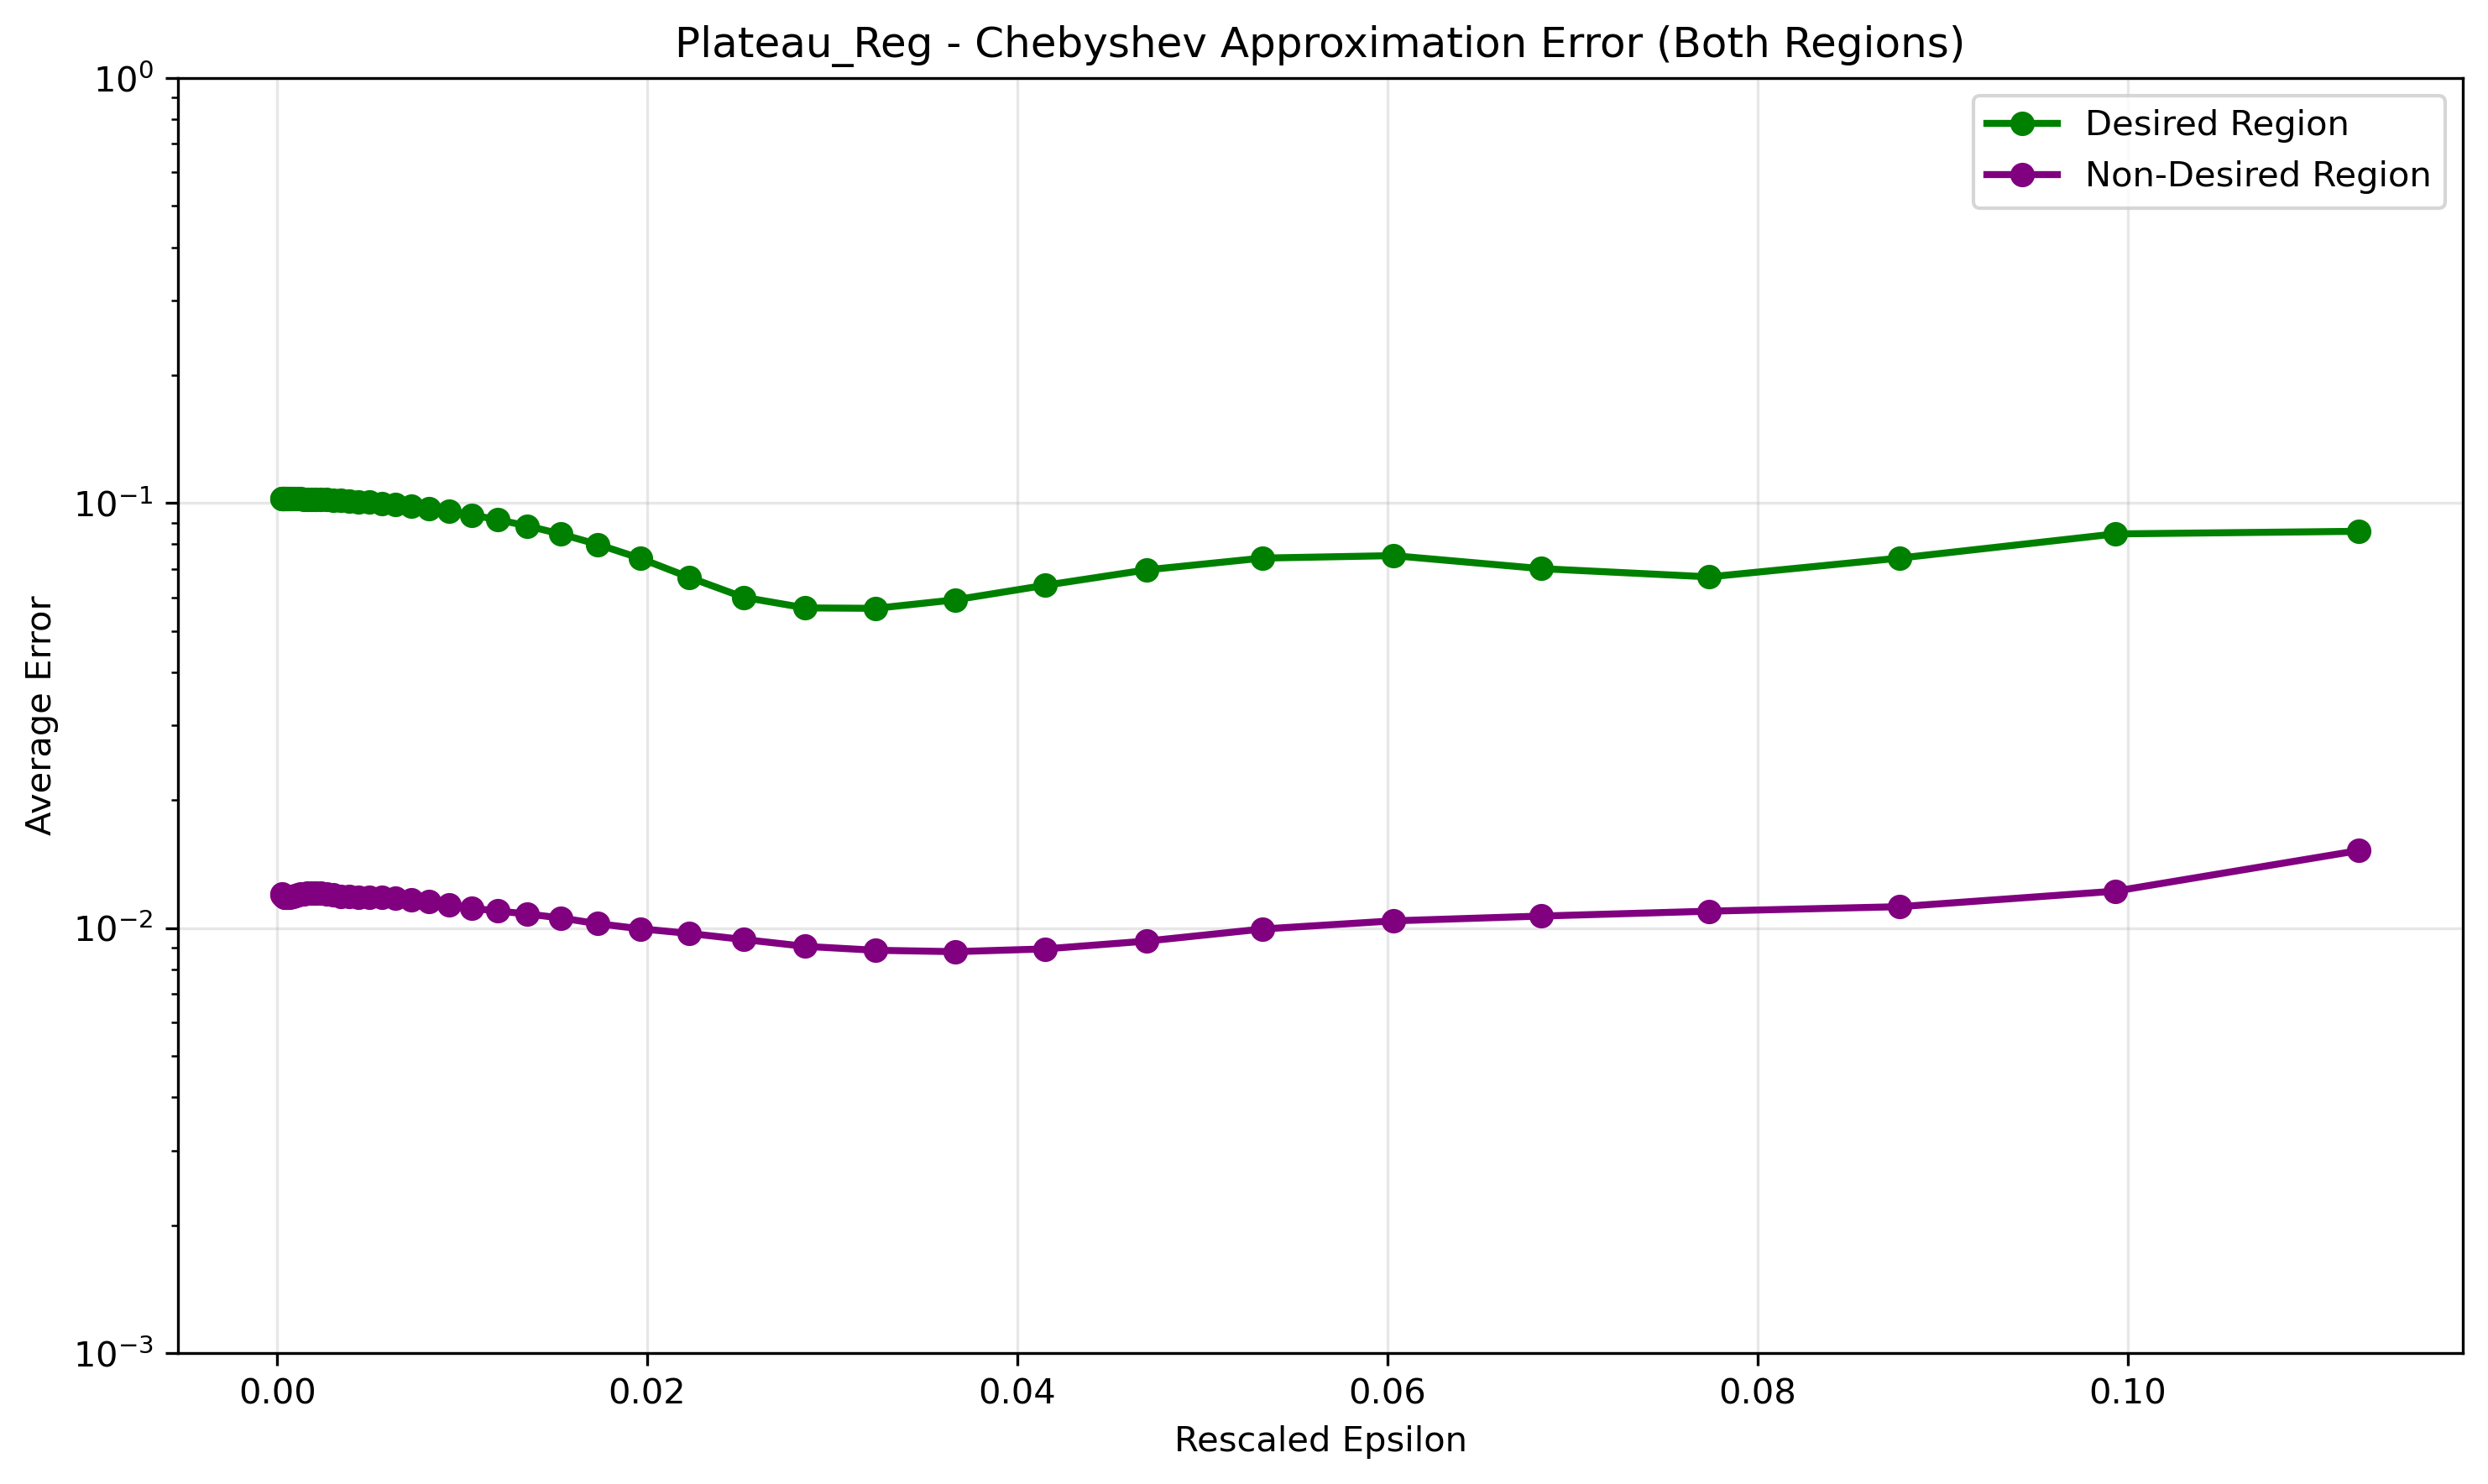 Plateau_Reg - Chebyshev Approximation Error (Both Regions)
Desired Region
Non-Desired Region
Average Error
10⁰
10⁻¹
10⁻²
10⁻³
0.00 0.02 0.04 0.06 0.08 0.10
Rescaled Epsilon